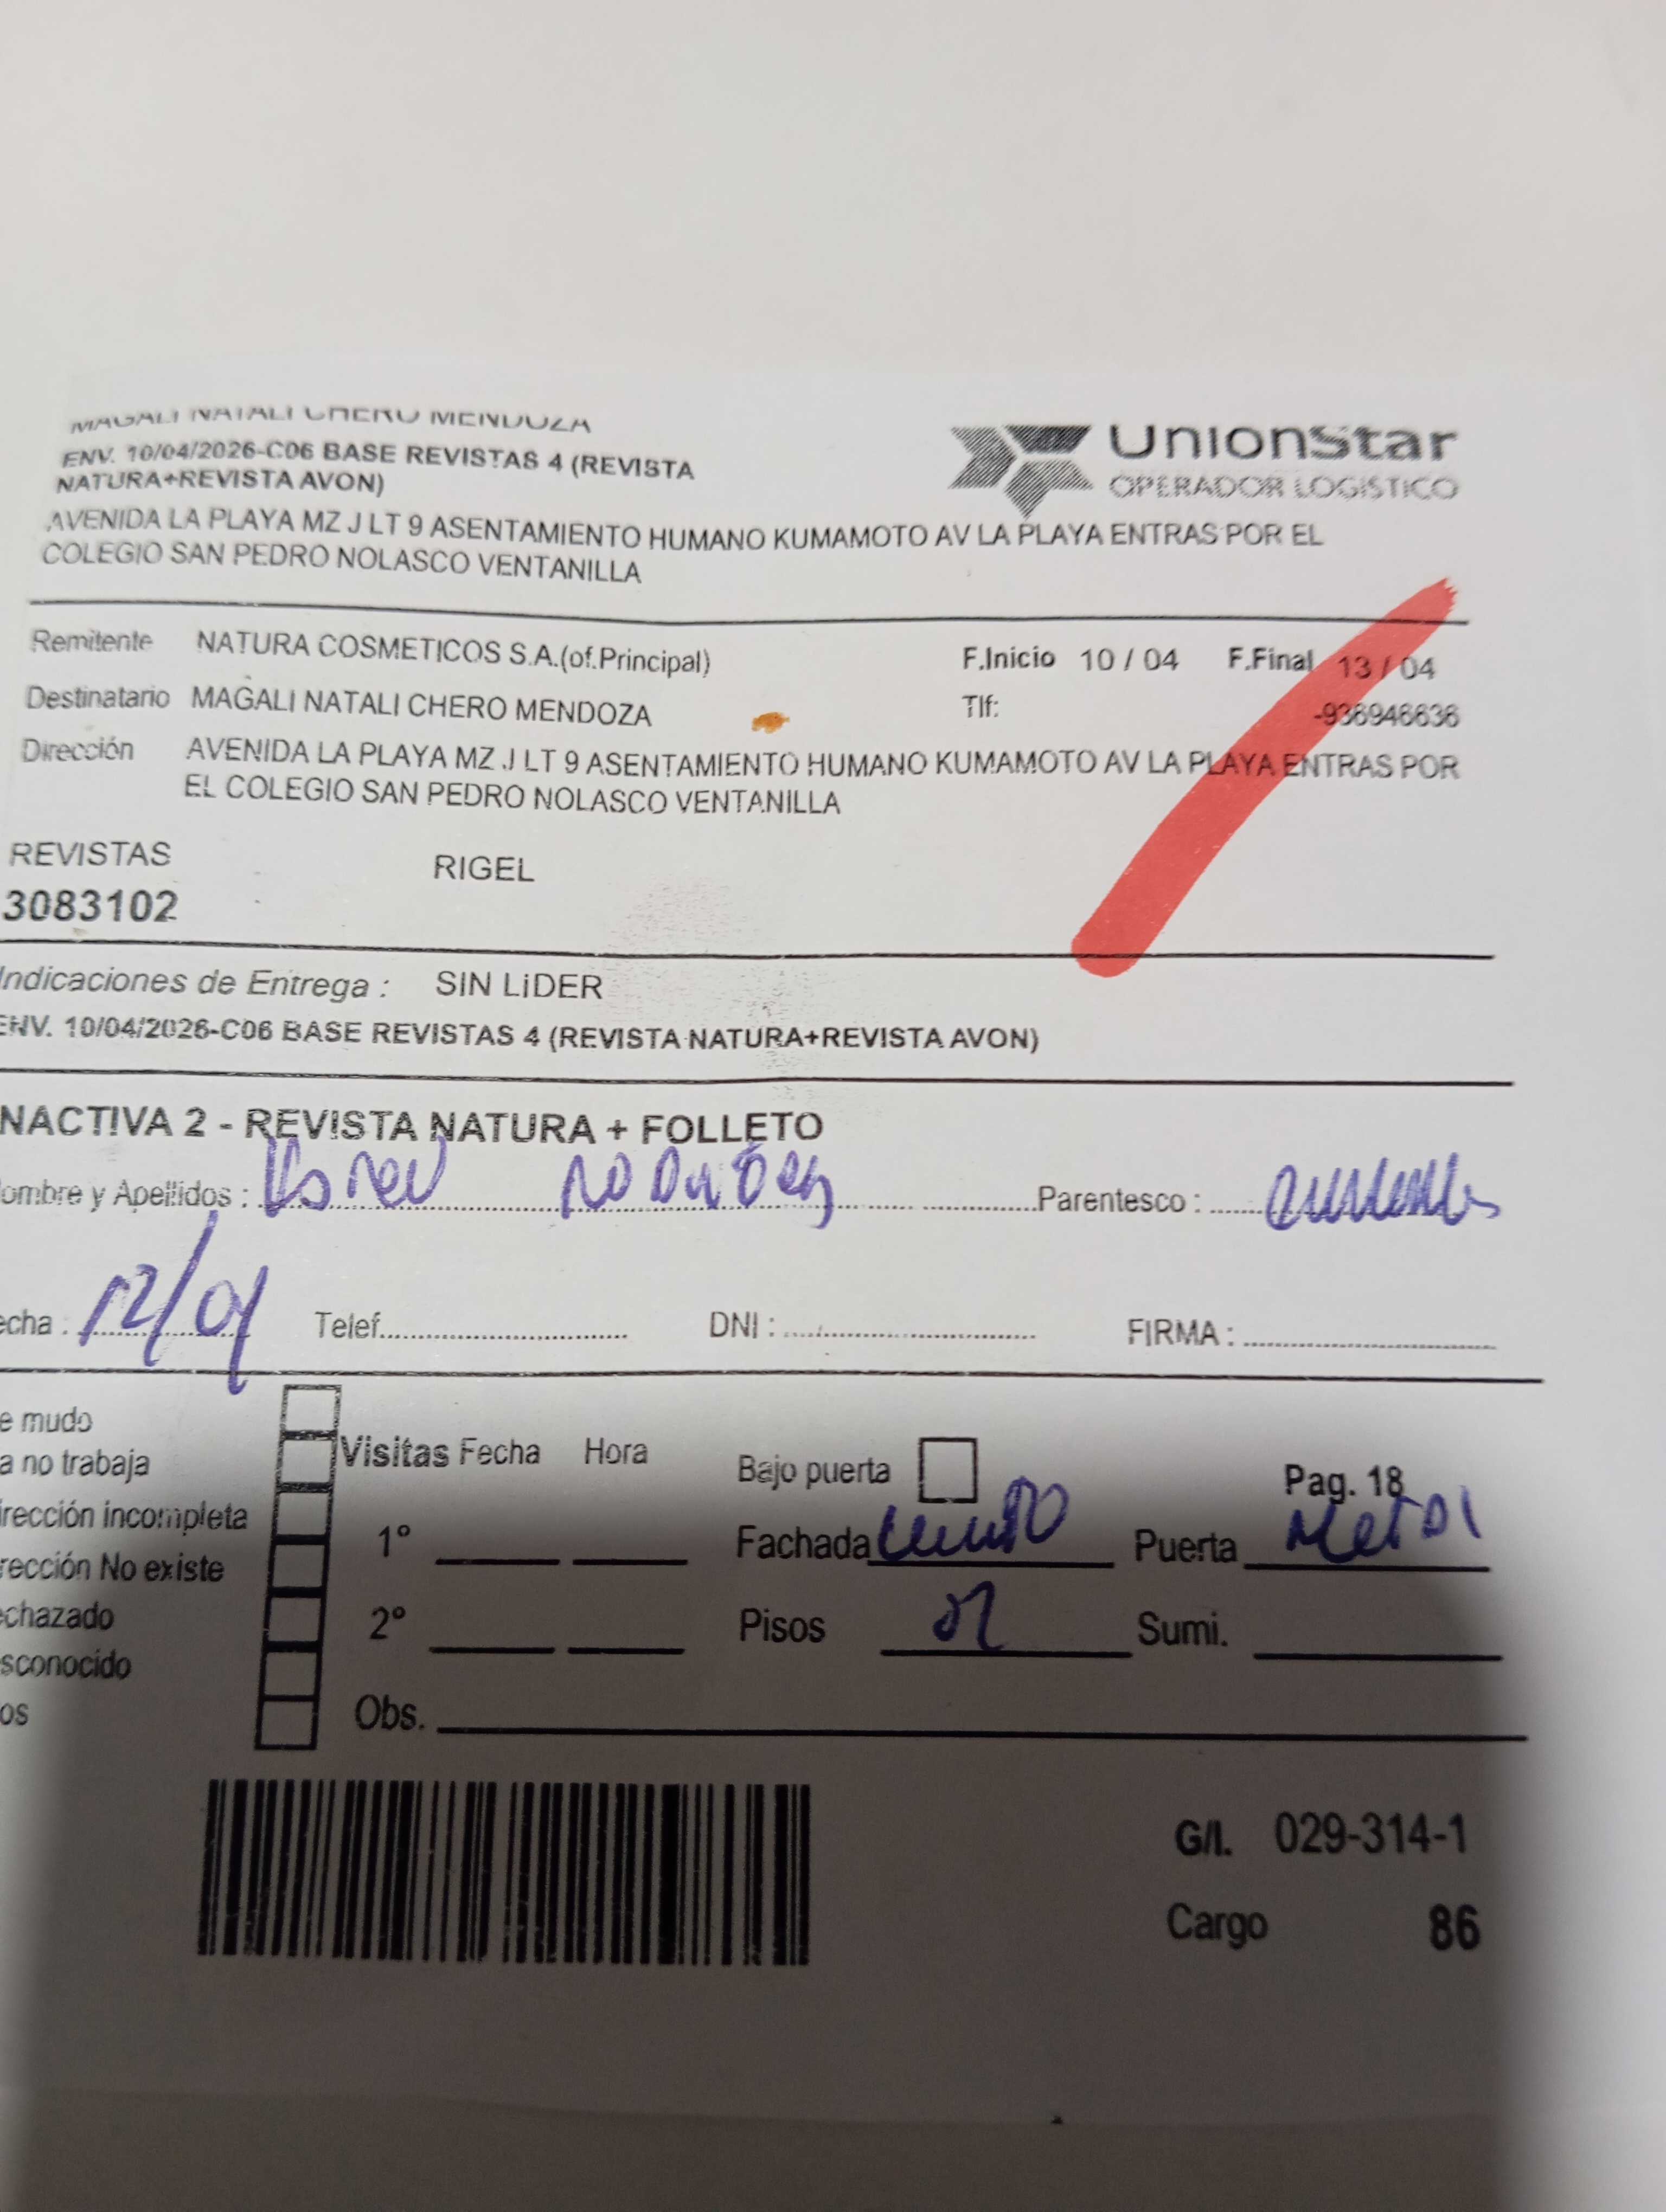 MAGALI NATALI CHERO MENDOZA
ENV. 10/04/2026-C06 BASE REVISTAS 4 (REVISTA
NATURA+REVISTA AVON)
UnionStar
OPERADOR LOGISTICO
AVENIDA LA PLAYA MZ J LT 9 ASENTAMIENTO HUMANO KUMAMOTO AV LA PLAYA ENTRAS POR EL
COLEGIO SAN PEDRO NOLASCO VENTANILLA
Remitente NATURA COSMETICOS S.A.(of.Principal) F.Inicio 10 / 04 F.Final 13 / 04
Destinatario MAGALI NATALI CHERO MENDOZA Tlf: -936946636
Dirección AVENIDA LA PLAYA MZ J LT 9 ASENTAMIENTO HUMANO KUMAMOTO AV LA PLAYA ENTRAS POR
EL COLEGIO SAN PEDRO NOLASCO VENTANILLA
REVISTAS RIGEL
3083102
Indicaciones de Entrega : SIN LíDER
ENV. 10/04/2026-C06 BASE REVISTAS 4 (REVISTA NATURA+REVISTA AVON)
NACTIVA 2 - REVISTA NATURA + FOLLETO
ombre y Apellidos : Parentesco :
echa : 12/04 Telef. DNI : FIRMA :
e mudo
a no trabaja Visitas Fecha Hora Bajo puerta Pag. 18
irección incompleta 1° Fachada Puerta Metal
rección No existe
echazado 2° Pisos 02 Sumi.
sconocido
os Obs.
G/I. 029-314-1
Cargo 86